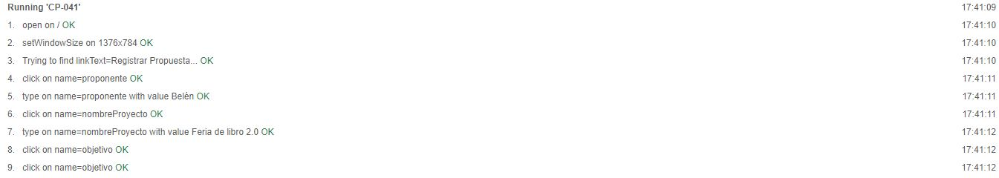 Running 'CP-041' 17:41:09
1. open on / OK 17:41:10
2. setWindowSize on 1376x784 OK 17:41:10
3. Trying to find linkText=Registrar Propuesta... OK 17:41:10
4. click on name=proponente OK 17:41:11
5. type on name=proponente with value Belén OK 17:41:11
6. click on name=nombreProyecto OK 17:41:11
7. type on name=nombreProyecto with value Feria de libro 2.0 OK 17:41:12
8. click on name=objetivo OK 17:41:12
9. click on name=objetivo OK 17:41:12